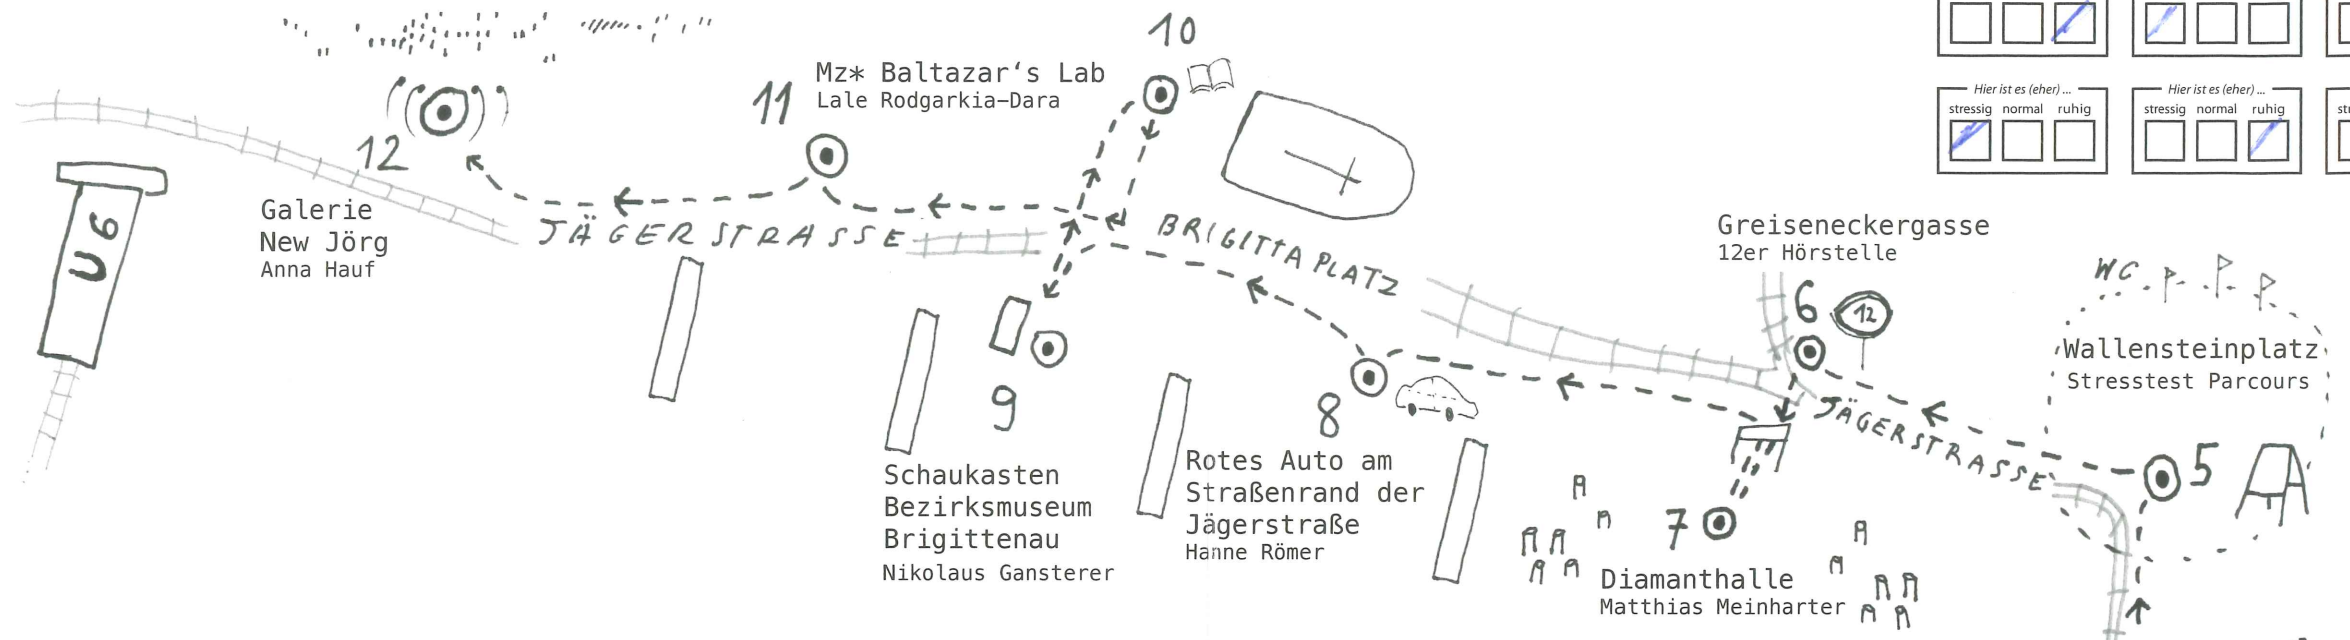 10
Mz* Baltazar‘s Lab
Lale Rodgarkia–Dara
11
12
U6
Galerie
New Jörg
Anna Hauf
JÄGERSTRASSE
BRIGITTAPLATZ
Hier ist es (eher) ...
stressig normal ruhig
Hier ist es (eher) ...
stressig normal ruhig
st
Greiseneckergasse
12er Hörstelle
6
12
WC
Wallensteinplatz
Stresstest Parcours
JÄGERSTRASSE
5
9
Schaukasten
Bezirksmuseum
Brigittenau
Nikolaus Gansterer
8
Rotes Auto am
Straßenrand der
Jägerstraße
Hanne Römer
7
Diamanthalle
Matthias Meinharter